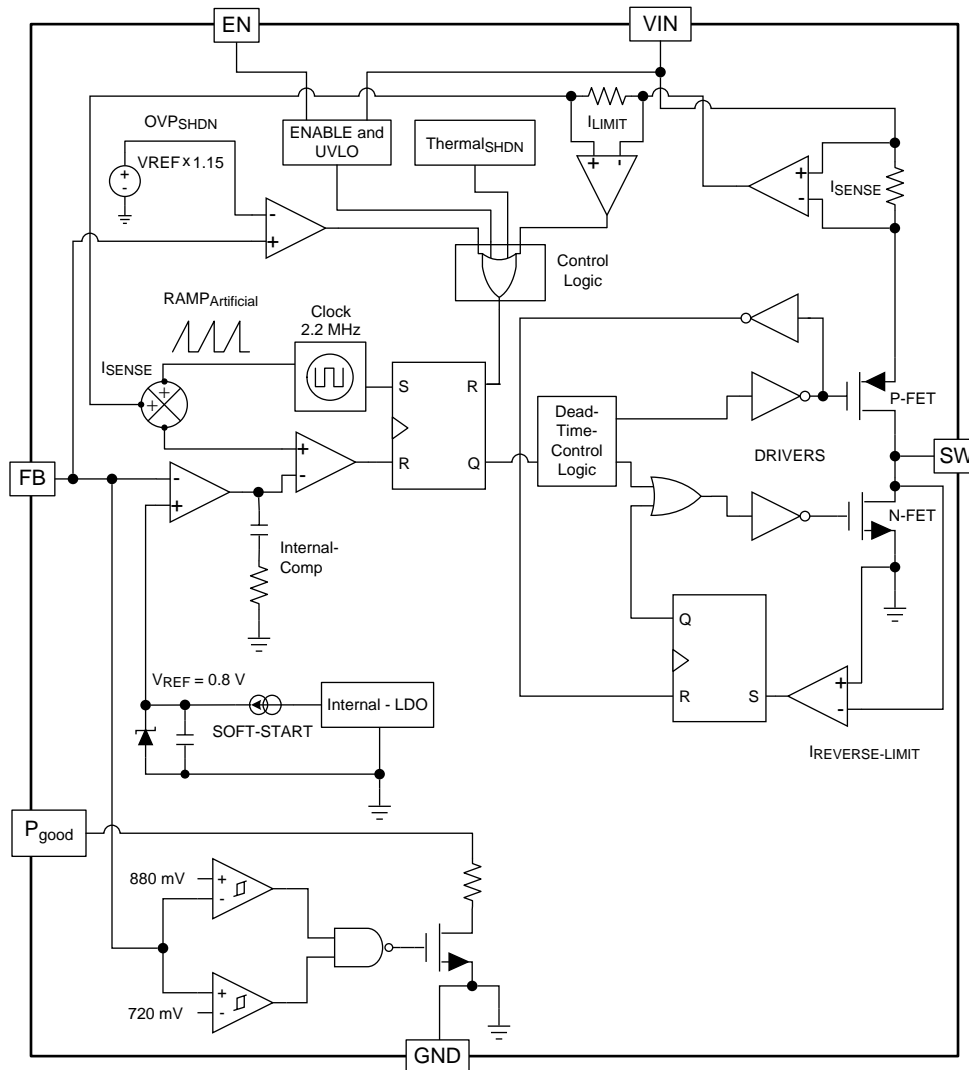 EN
VIN
OVPSHDN
VREF x 1.15
+
-
ENABLE and
UVLO
ThermalSHDN
ILIMIT
+
-
ISENSE
+
-
-
+
Control
Logic
RAMPArtificial
Clock
2.2 MHz
ISENSE
+
+
S
R
R
Q
Dead-
Time-
Control
Logic
P-FET
DRIVERS
SW
N-FET
FB
-
+
+
-
Internal-
Comp
Q
R
S
+
-
IREVERSE-LIMIT
VREF = 0.8 V
SOFT-START
Internal - LDO
Pgood
880 mV
+
-
+
-
720 mV
GND